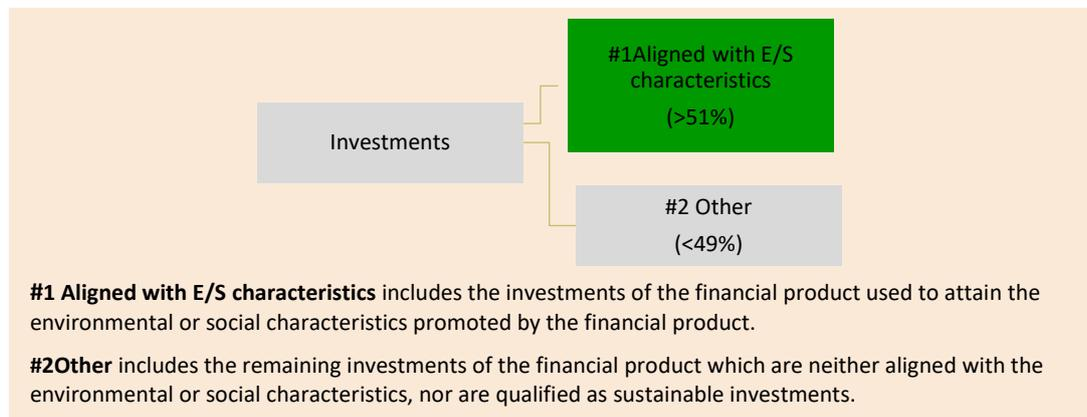 #1Aligned with E/S
characteristics
(>51%)
Investments
#2 Other
(<49%)
#1 Aligned with E/S characteristics includes the investments of the financial product used to attain the
environmental or social characteristics promoted by the financial product.
#2Other includes the remaining investments of the financial product which are neither aligned with the
environmental or social characteristics, nor are qualified as sustainable investments.